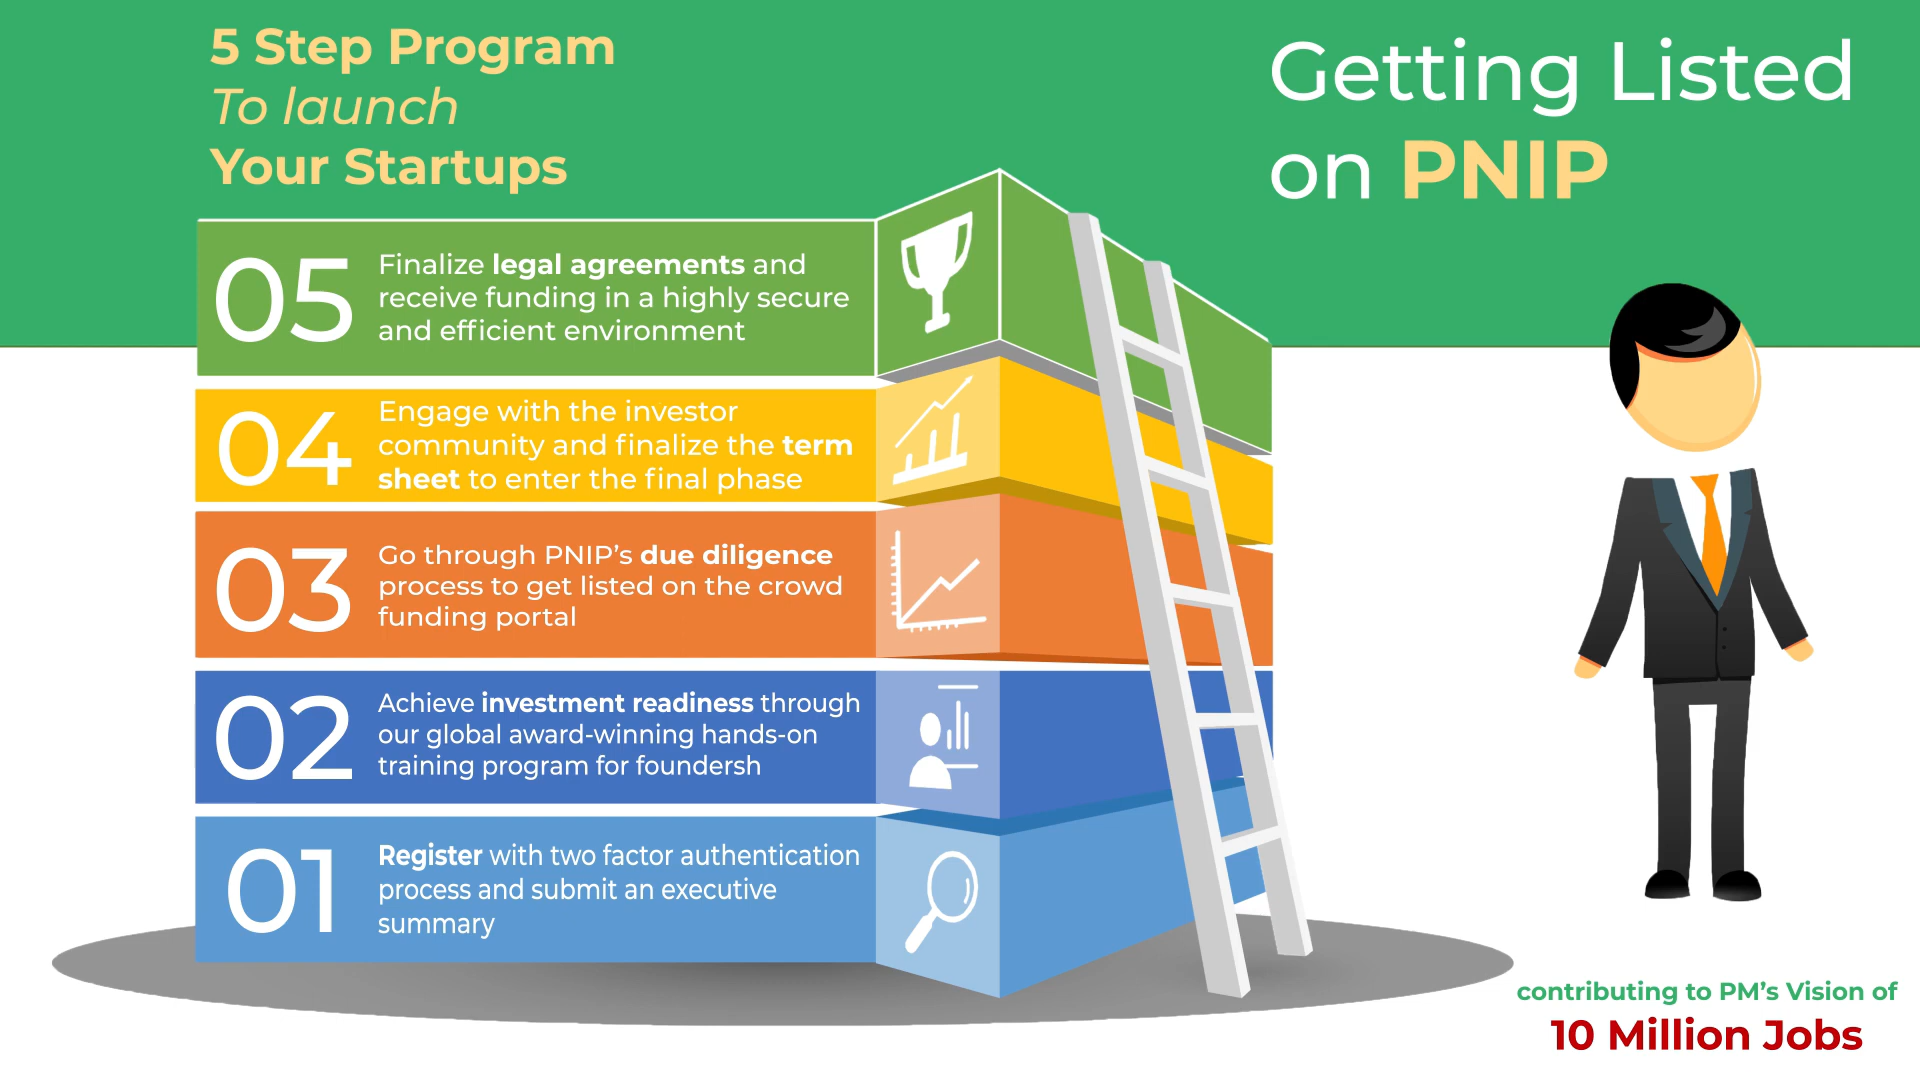 5 Step Program
To launch
Your Startups
Getting Listed
on PNIP
05
Finalize legal agreements and
receive funding in a highly secure
and efficient environment
04
Engage with the investor
community and finalize the term
sheet to enter the final phase
03
Go through PNIP's due diligence
process to get listed on the crowd
funding portal
02
Achieve investment readiness through
our global award-winning hands-on
training program for foundersh
01
Register with two factor authentication
process and submit an executive
summary
contributing to PM's Vision of
10 Million Jobs